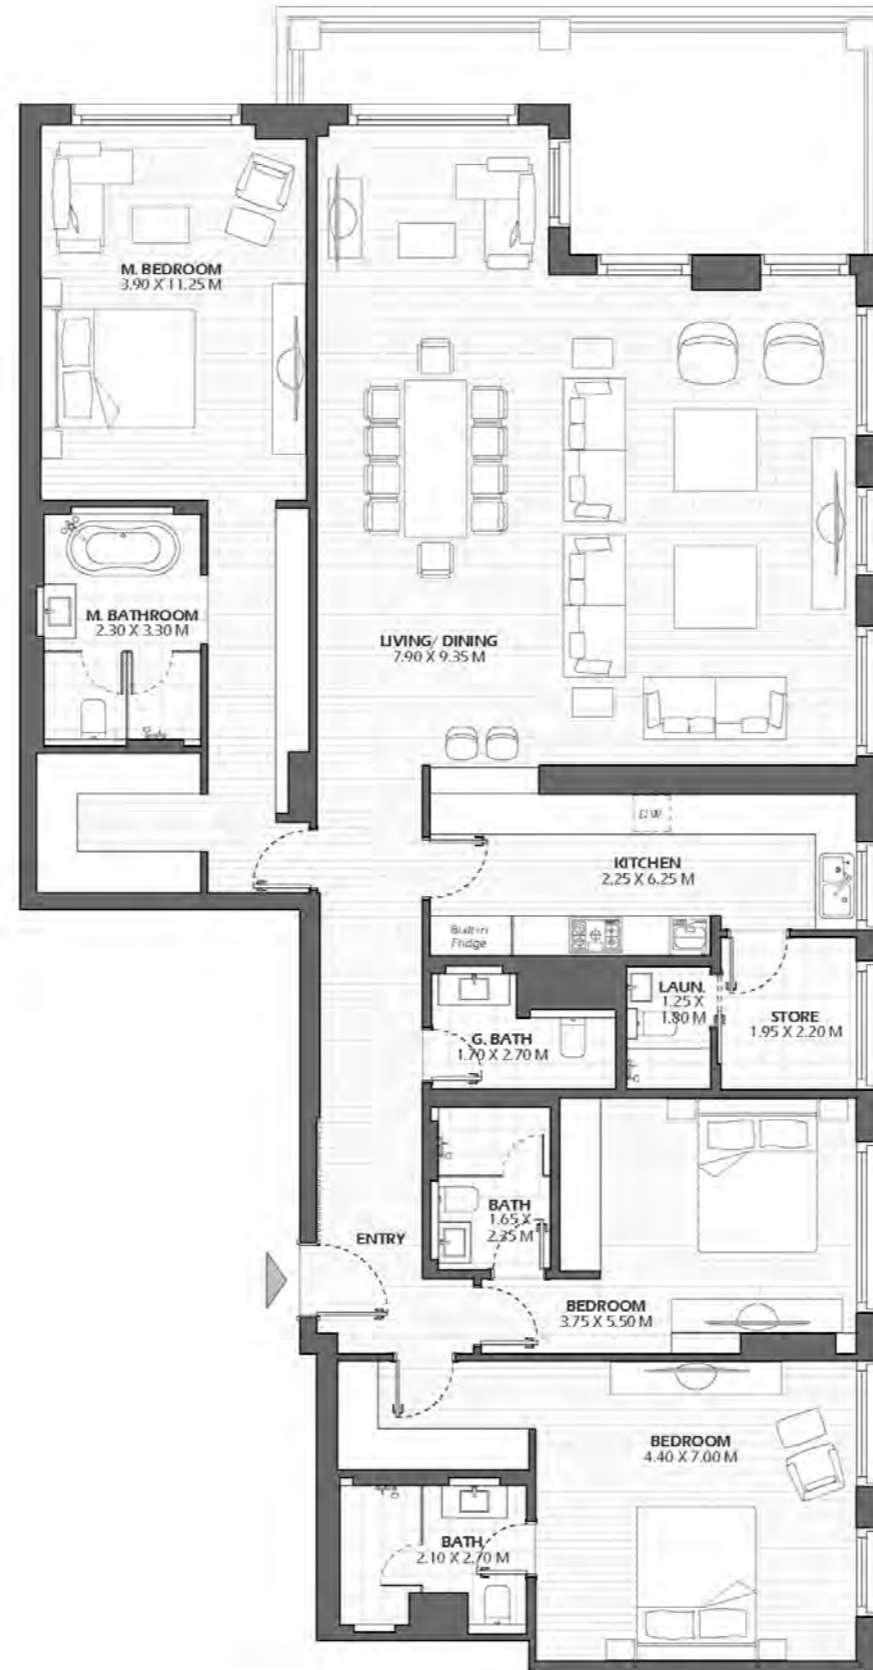 M. BEDROOM
3.90 X 11.25 M
M. BATHROOM
2.30 X 3.30 M
LIVING/ DINING
7.90 X 9.35 M
DW
KITCHEN
2.25 X 6.25 M
Built in
Fridge
LAUN.
1.25 X
1.80 M
STORE
1.95 X 2.20 M
G. BATH
1.70 X 2.70 M
BATH
1.65 X
2.35 M
ENTRY
BEDROOM
3.75 X 5.50 M
BEDROOM
4.40 X 7.00 M
BATH
2.10 X 2.70 M